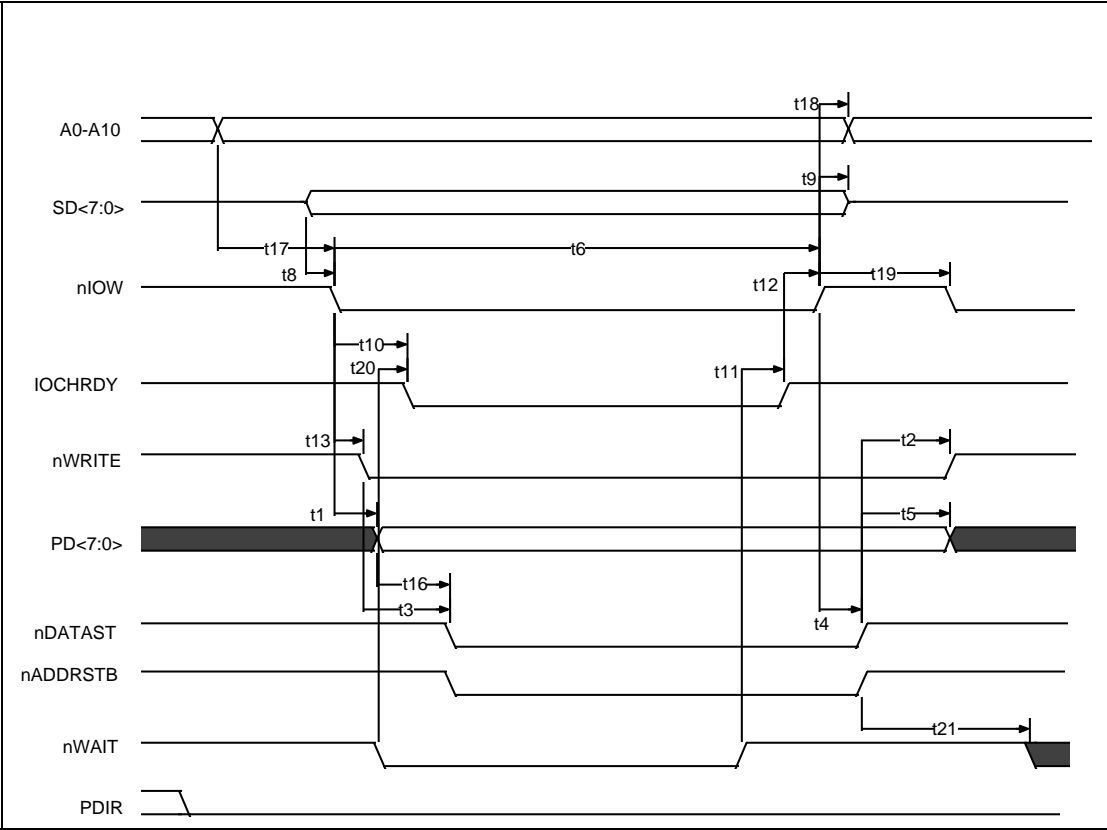 t18
A0-A10
t9
SD<7:0>
t17
t6
t8
t12
t19
nIOW
t10
t20
t11
IOCHRDY
t13
t2
nWRITE
t1
t5
PD<7:0>
t16
t3
t4
nDATAST
nADDRSTB
t21
nWAIT
PDIR